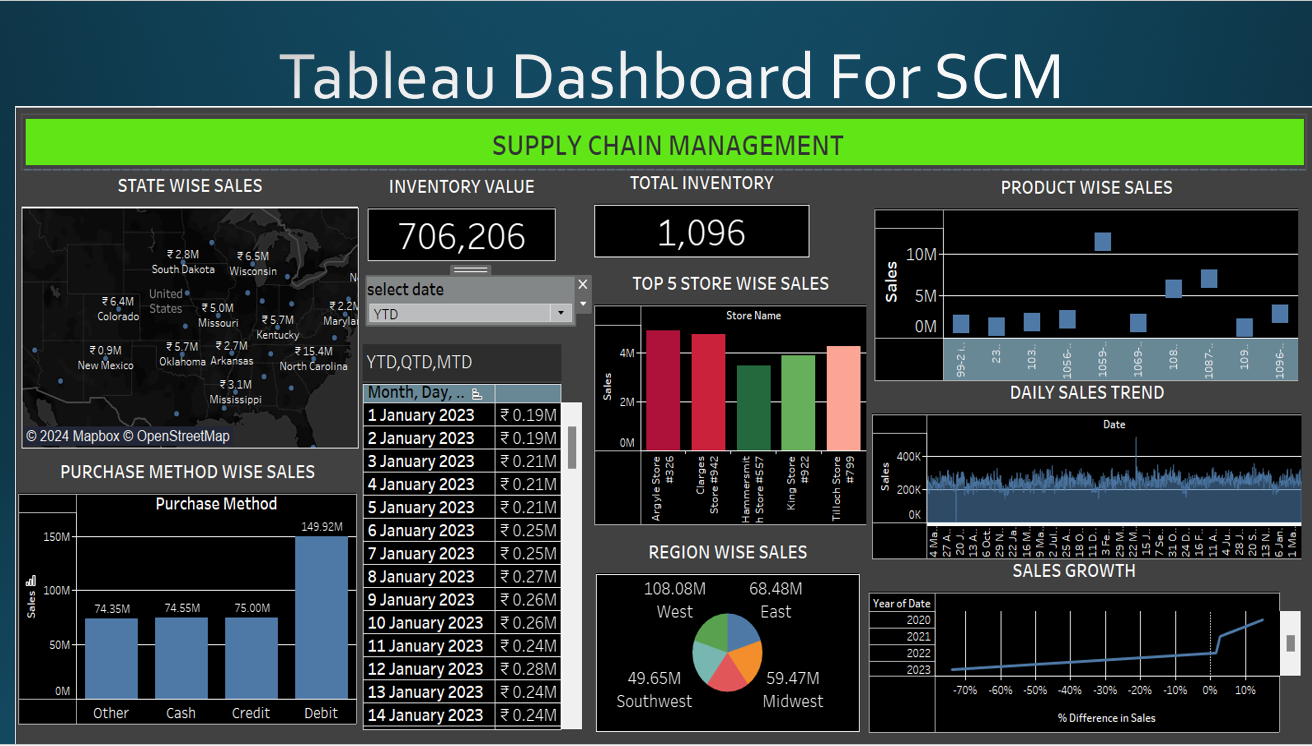 Tableau Dashboard For SCM
SUPPLY CHAIN MANAGEMENT
STATE WISE SALES
₹ 2.8M
South Dakota
₹ 6.5M
Wisconsin
United
States
₹ 6.4M
Colorado
₹ 5.0M
Missouri
₹ 5.7M
Kentucky
₹ 2.2M
Marylar
₹ 0.9M
New Mexico
₹ 5.7M
Oklahoma
₹ 2.7M
Arkansas
₹ 15.4M
North Carolina
₹ 3.1M
Mississippi
N
© 2024 Mapbox © OpenStreetMap
PURCHASE METHOD WISE SALES
Purchase Method
Sales
150M
100M
50M
0M
74.35M
74.55M
75.00M
149.92M
Other
Cash
Credit
Debit
INVENTORY VALUE
706,206
select date
YTD
YTD,QTD,MTD
Month, Day, ..
1 January 2023 ₹ 0.19M
2 January 2023 ₹ 0.19M
3 January 2023 ₹ 0.21M
4 January 2023 ₹ 0.21M
5 January 2023 ₹ 0.21M
6 January 2023 ₹ 0.25M
7 January 2023 ₹ 0.25M
8 January 2023 ₹ 0.27M
9 January 2023 ₹ 0.26M
10 January 2023 ₹ 0.26M
11 January 2023 ₹ 0.24M
12 January 2023 ₹ 0.28M
13 January 2023 ₹ 0.24M
14 January 2023 ₹ 0.24M
TOTAL INVENTORY
1,096
TOP 5 STORE WISE SALES
Store Name
Sales
4M
2M
0M
Argyle Store
#326
Clarges
Store #942
Hammersmit
h Store #557
King Store
#922
Tilloch Store
#799
REGION WISE SALES
108.08M
West
68.48M
East
49.65M
Southwest
59.47M
Midwest
PRODUCT WISE SALES
Sales
10M
5M
0M
99-2 i..
23..
103..
1056-..
1059-..
1069-..
108..
1087-..
109..
1096-..
DAILY SALES TREND
Date
Sales
400K
200K
0K
4 Ma..
27 A..
20 J..
13 A..
6 Oct..
29 N..
22 Ja..
16 M..
9 Ma..
2 Jul..
25 A..
18 O..
11 D..
3 Fe..
29 M..
22 M..
15 J..
7 Se..
31 O..
24 D..
16 F..
11 A..
4 Ju..
28 J..
20 S..
13 N..
6 Jan..
1 Ma..
SALES GROWTH
Year of Date
2020
2021
2022
2023
-70% -60% -50% -40% -30% -20% -10% 0% 10%
% Difference in Sales